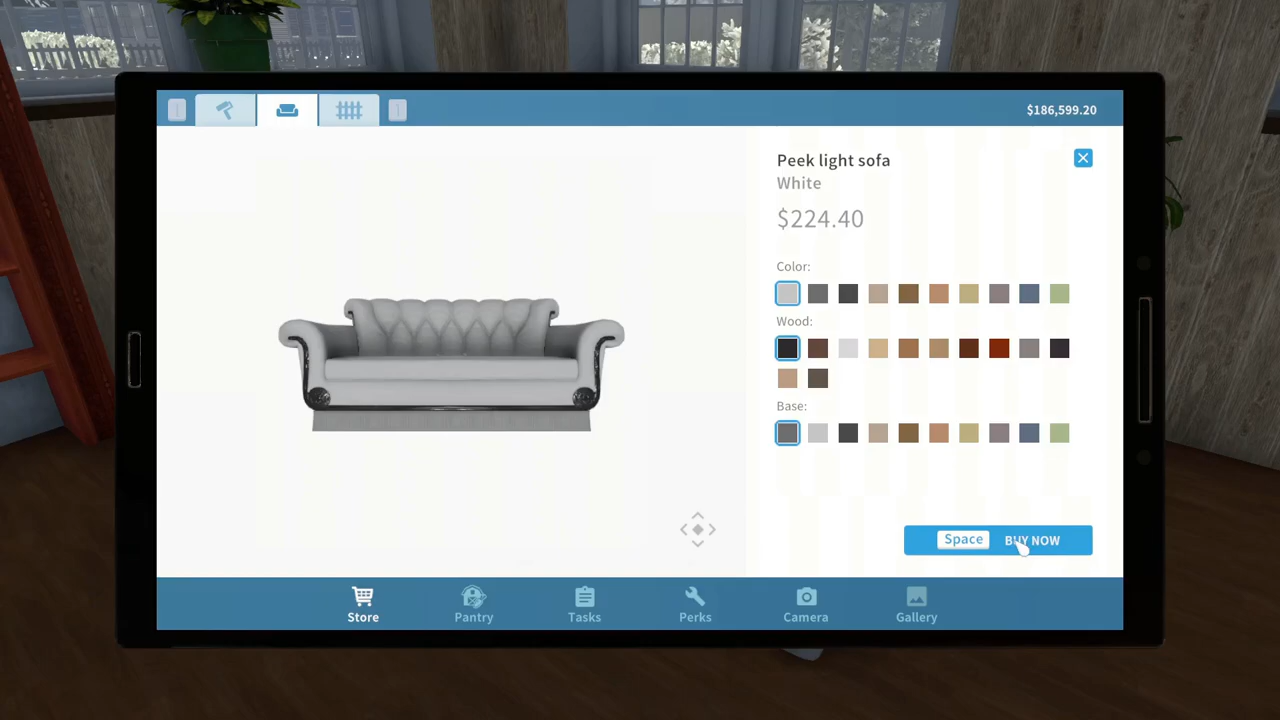 $186,599.20
Peek light sofa
White
$224.40
Color:
Wood:
Base:
Space BUY NOW
Store Pantry Tasks Perks Camera Gallery